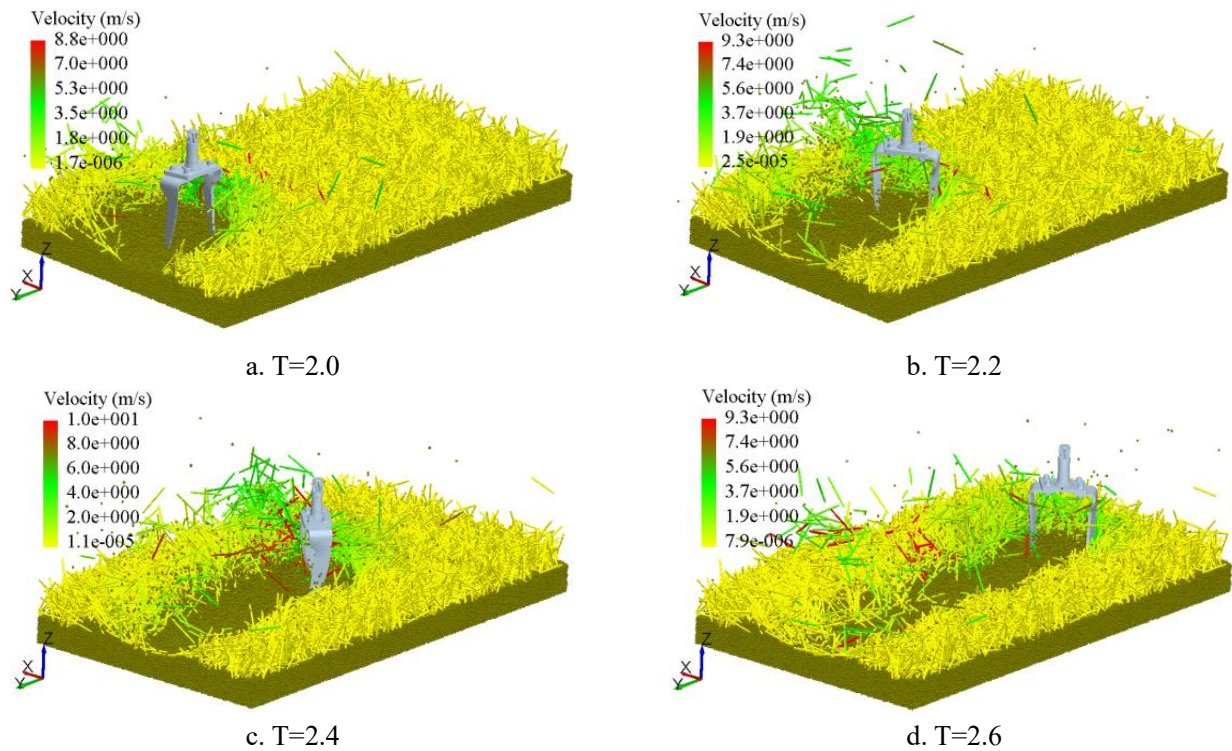 Velocity (m/s)
8.8e+000
7.0e+000
5.3e+000
3.5e+000
1.8e+000
1.7e-006
Z
X
Y
a. T=2.0
Velocity (m/s)
9.3e+000
7.4e+000
5.6e+000
3.7e+000
1.9e+000
2.5e-005
Z
X
Y
b. T=2.2
Velocity (m/s)
1.0e+001
8.0e+000
6.0e+000
4.0e+000
2.0e+000
1.1e-005
Z
X
Y
c. T=2.4
Velocity (m/s)
9.3e+000
7.4e+000
5.6e+000
3.7e+000
1.9e+000
7.9e-006
Z
X
Y
d. T=2.6